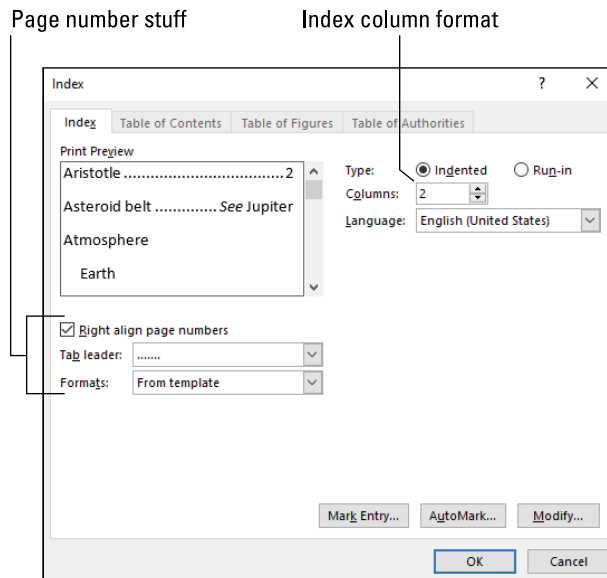 Page number stuff
Index column format
Index ? ×
Index Table of Contents Table of Figures Table of Authorities
Print Preview
Aristotle....................................2
Asteroid belt..............See Jupiter
Atmosphere
Earth
Type: Indented Run-in
Columns: 2
Language: English (United States)
Right align page numbers
Tab leader: .......
Formats: From template
Mark Entry... AutoMark... Modify...
OK Cancel